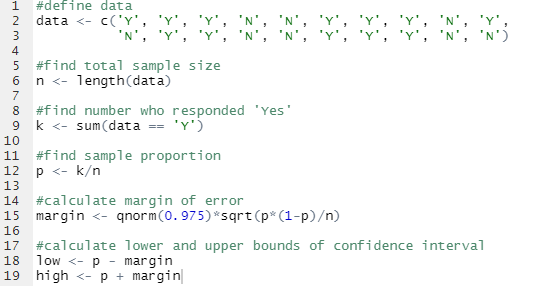 1 #define data
2 data <- c('Y', 'Y', 'Y', 'N', 'N', 'Y', 'Y', 'Y', 'N', 'Y',
3 'N', 'Y', 'Y', 'N', 'N', 'Y', 'Y', 'Y', 'N', 'N')
4
5 #find total sample size
6 n <- length(data)
7
8 #find number who responded 'Yes'
9 k <- sum(data == 'Y')
10
11 #find sample proportion
12 p <- k/n
13
14 #calculate margin of error
15 margin <- qnorm(0.975)*sqrt(p*(1-p)/n)
16
17 #calculate lower and upper bounds of confidence interval
18 low <- p - margin
19 high <- p + margin